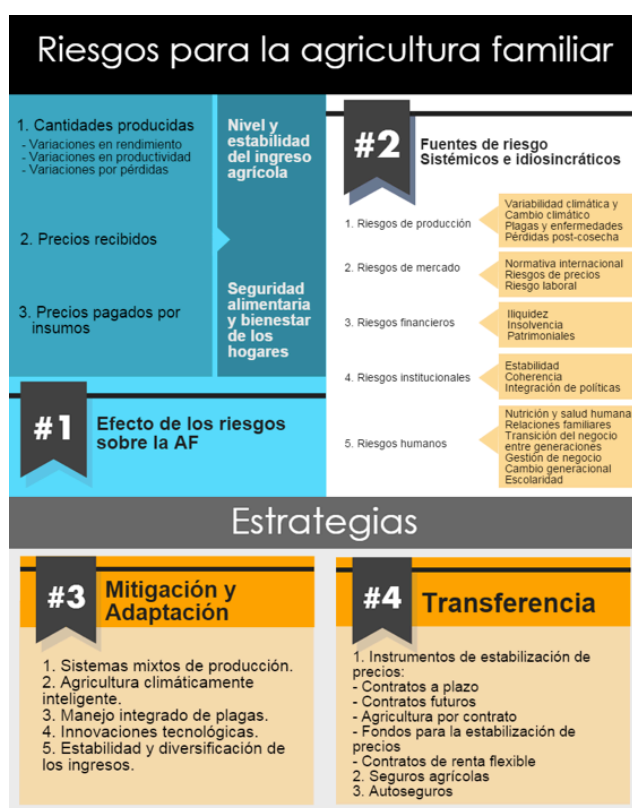 Riesgos para la agricultura familiar
1. Cantidades producidas
- Variaciones en rendimiento
- Variaciones en productividad
- Variaciones por pérdidas
2. Precios recibidos
3. Precios pagados por
insumos
Nivel y
estabilidad
del ingreso
agrícola
Seguridad
alimentaria
y bienestar
de los
hogares
#1
Efecto de los riesgos
sobre la AF
#2
Fuentes de riesgo
Sistémicos e idiosincráticos
1. Riesgos de producción
Variabilidad climática y
Cambio climático
Plagas y enfermedades
Pérdidas post-cosecha
2. Riesgos de mercado
Normativa internacional
Riesgos de precios
Riesgo laboral
3. Riesgos financieros
Iliquidez
Insolvencia
Patrimoniales
4. Riesgos institucionales
Estabilidad
Coherencia
Integración de políticas
5. Riesgos humanos
Nutrición y salud humana
Relaciones familiares
Transición del negocio
entre generaciones
Gestión de negocio
Cambio generacional
Escolaridad
Estrategias
#3
Mitigación y
Adaptación
1. Sistemas mixtos de producción.
2. Agricultura climáticamente
inteligente.
3. Manejo integrado de plagas.
4. Innovaciones tecnológicas.
5. Estabilidad y diversificación de
los ingresos.
#4
Transferencia
1. Instrumentos de estabilización de
precios:
- Contratos a plazo
- Contratos futuros
- Agricultura por contrato
- Fondos para la estabilización de
precios
- Contratos de renta flexible
2. Seguros agrícolas
3. Autoseguros